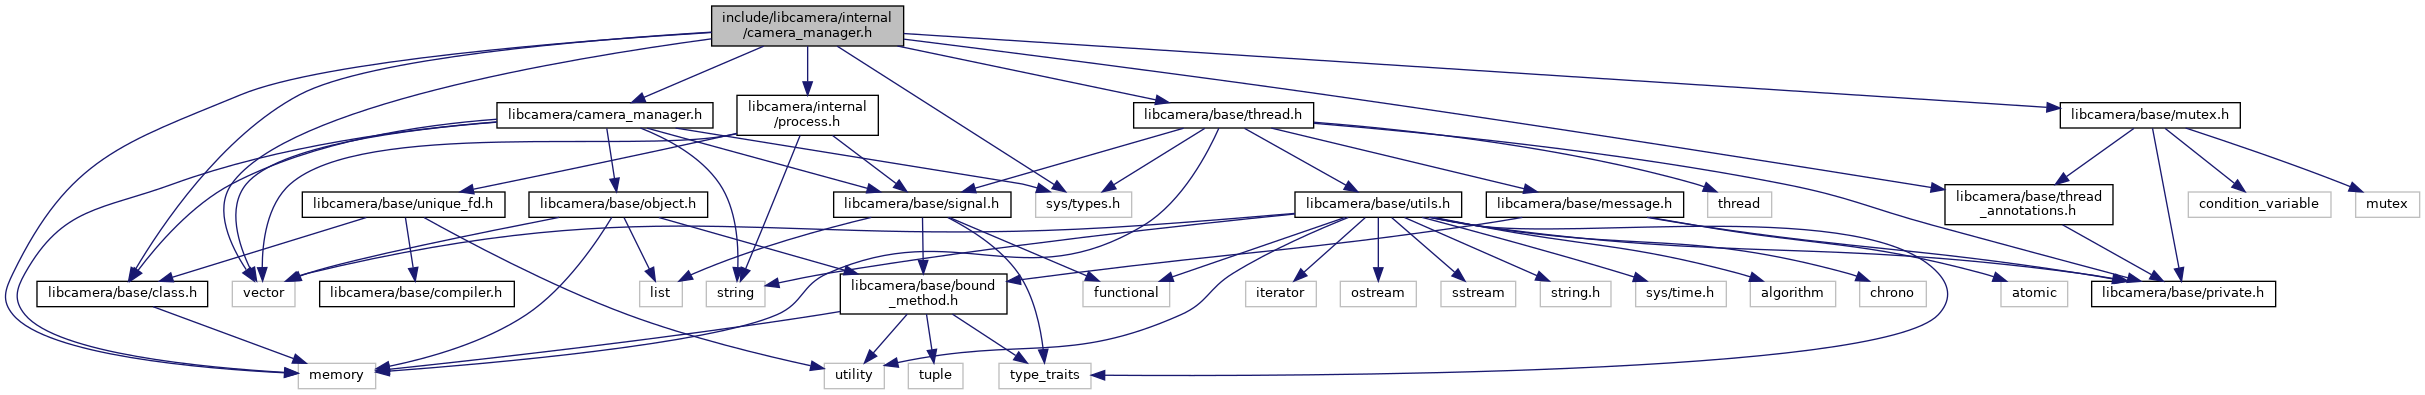 include/libcamera/internal
/camera_manager.h
libcamera/camera_manager.h
libcamera/internal
/process.h
libcamera/base/thread.h
libcamera/base/mutex.h
libcamera/base/unique_fd.h
libcamera/base/object.h
libcamera/base/signal.h
sys/types.h
libcamera/base/utils.h
libcamera/base/message.h
thread
libcamera/base/thread
_annotations.h
condition_variable
mutex
libcamera/base/class.h
vector
libcamera/base/compiler.h
list
string
libcamera/base/bound
_method.h
functional
iterator
ostream
sstream
string.h
sys/time.h
algorithm
chrono
atomic
libcamera/base/private.h
memory
utility
tuple
type_traits